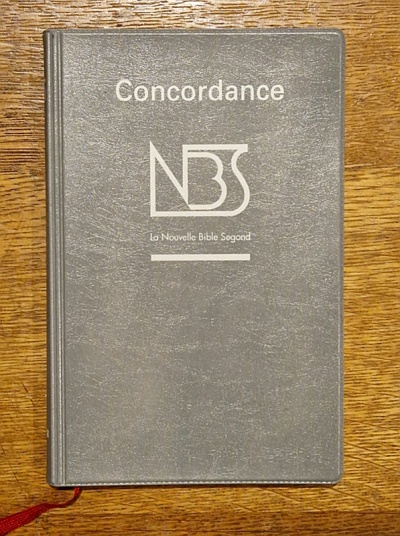 Concordance
NBS
La Nouvelle Bible Segond